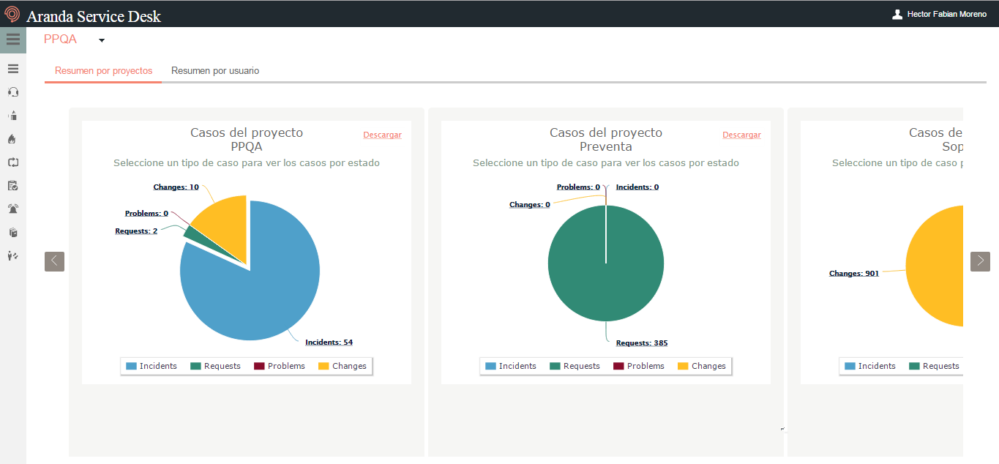 Aranda Service Desk
Hector Fabian Moreno
PPQA
Resumen por proyectos
Resumen por usuario
Casos del proyecto
PPQA
Descargar
Seleccione un tipo de caso para ver los casos por estado
Changes: 10
Problems: 0
Requests: 2
Incidents: 54
Incidents
Requests
Problems
Changes
Casos del proyecto
Preventa
Descargar
Seleccione un tipo de caso para ver los casos por estado
Problems: 0
Incidents: 0
Changes: 0
Requests: 385
Incidents
Requests
Problems
Changes
Casos de
Sop
Seleccione un tipo de caso p
Changes: 901
Incidents
Requests